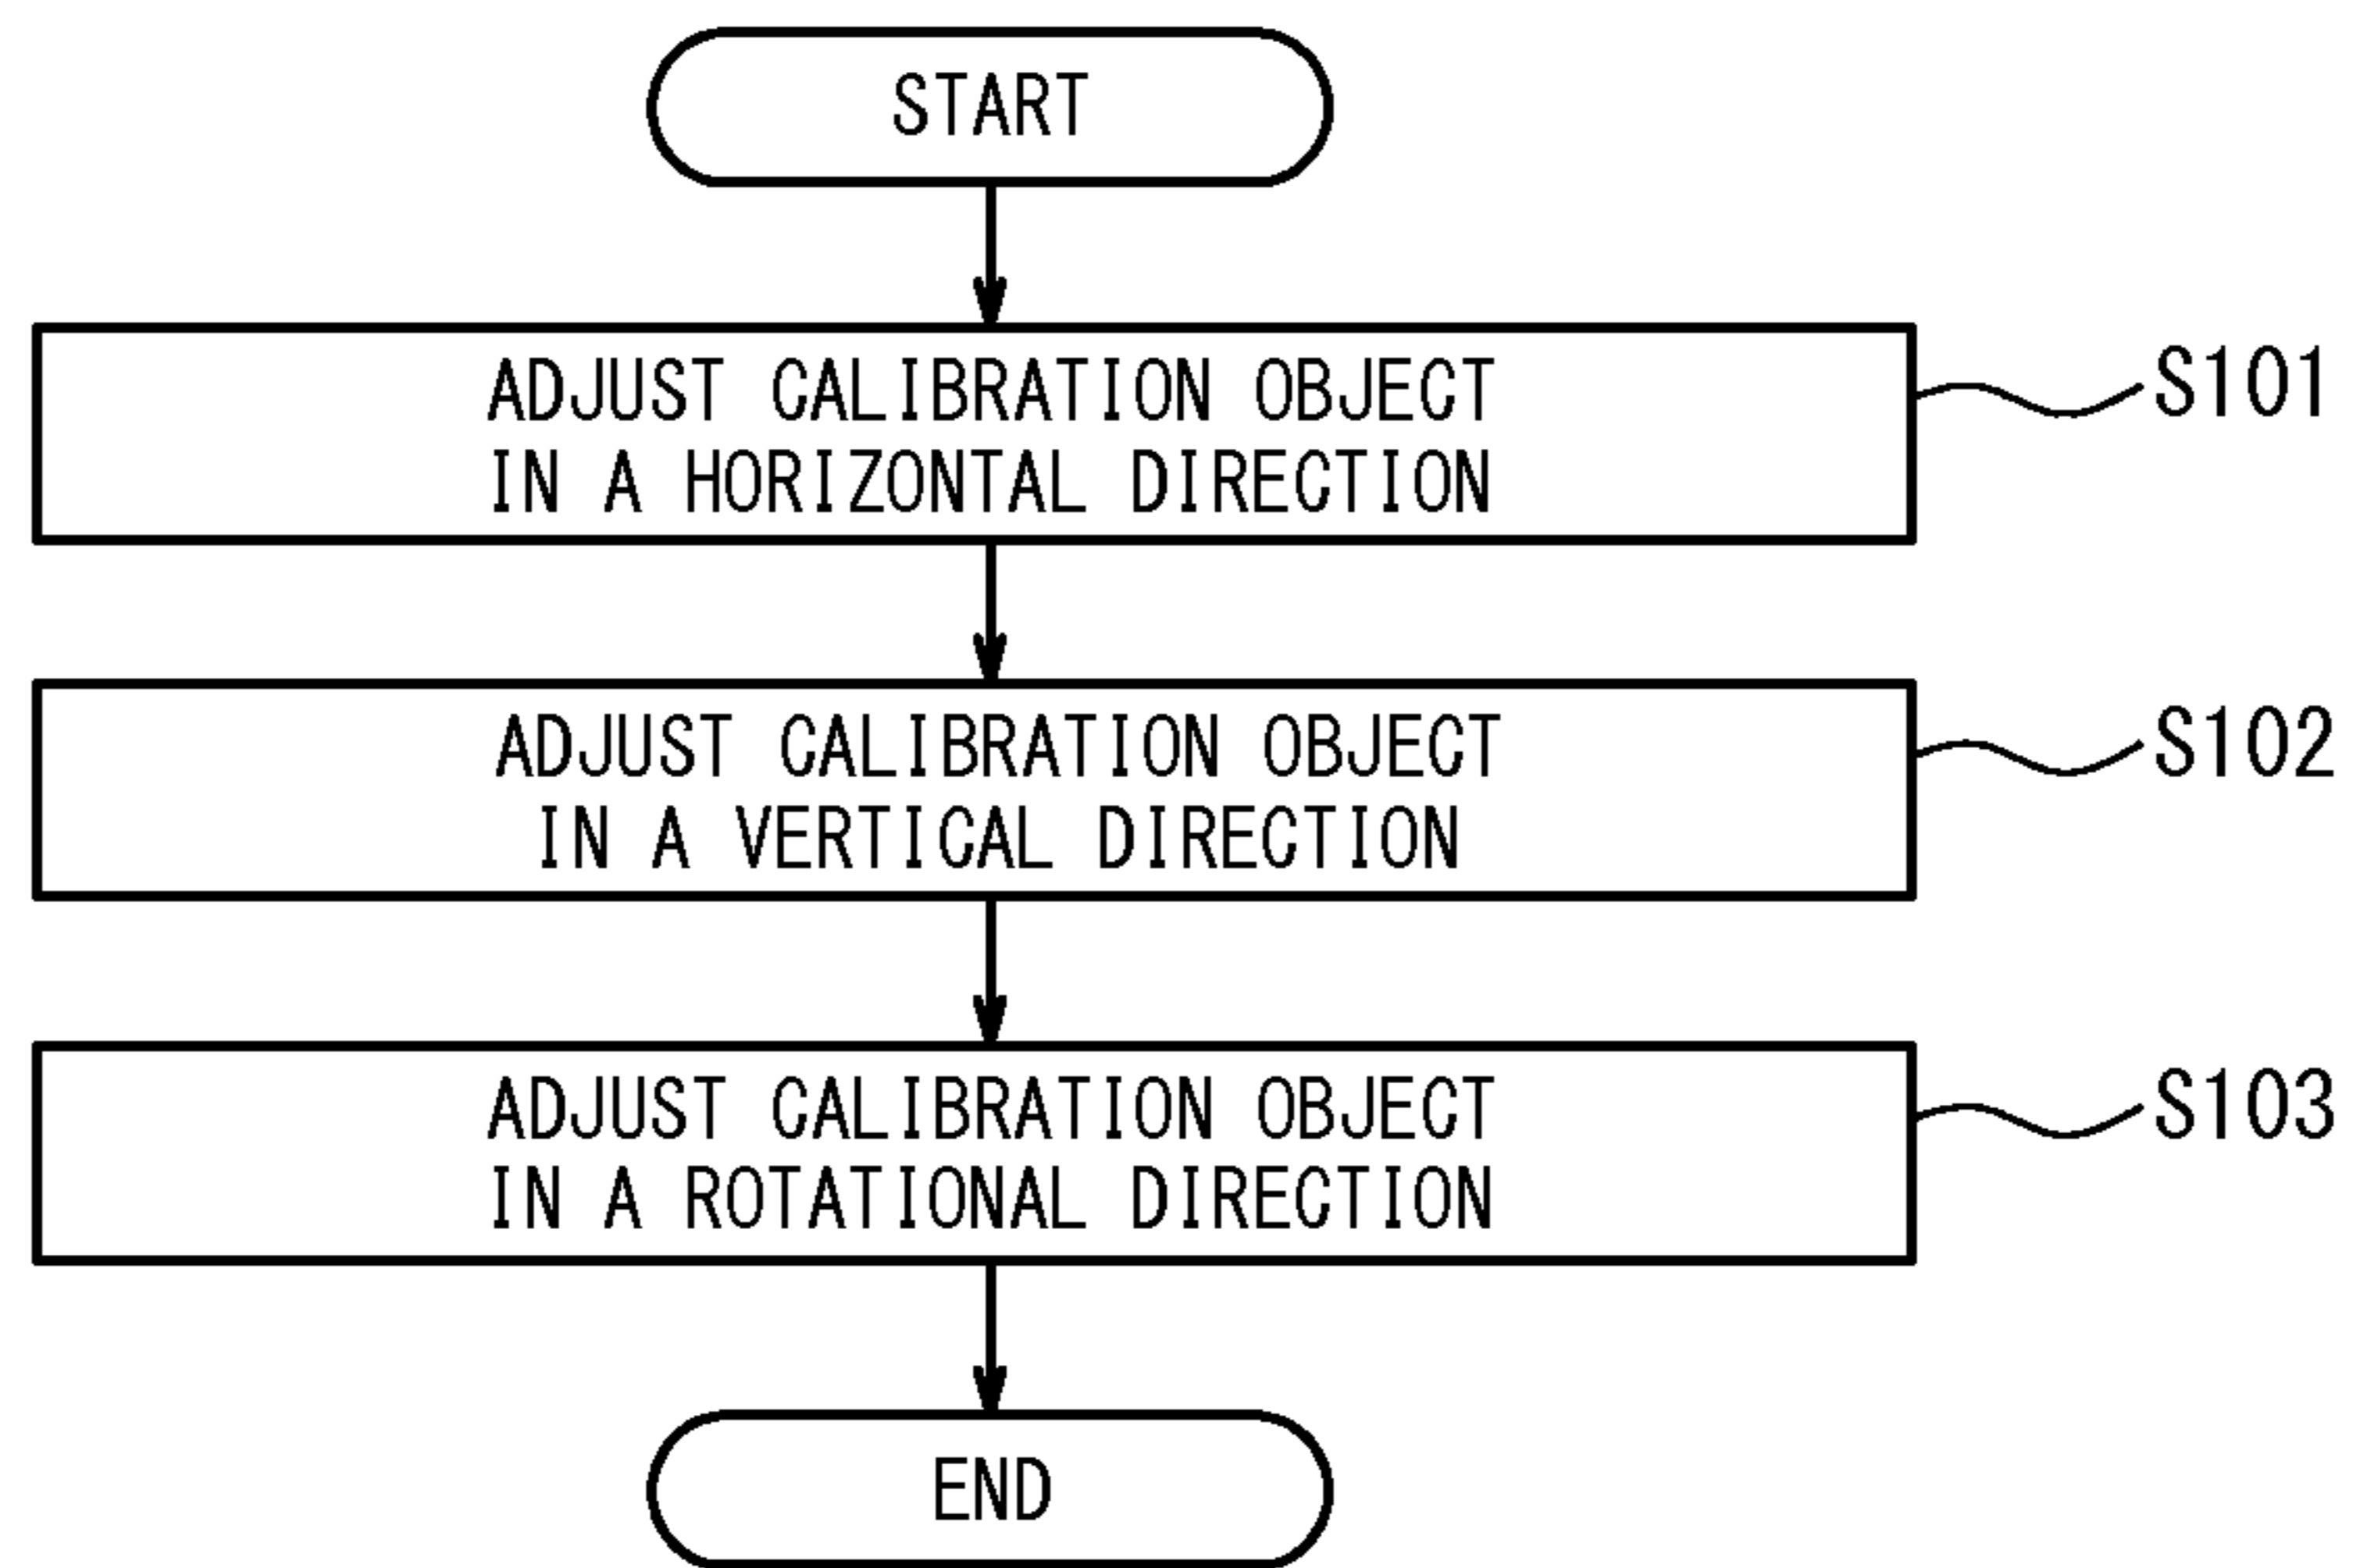 START
ADJUST CALIBRATION OBJECT
IN A HORIZONTAL DIRECTION
S101
ADJUST CALIBRATION OBJECT
IN A VERTICAL DIRECTION
S102
ADJUST CALIBRATION OBJECT
IN A ROTATIONAL DIRECTION
S103
END